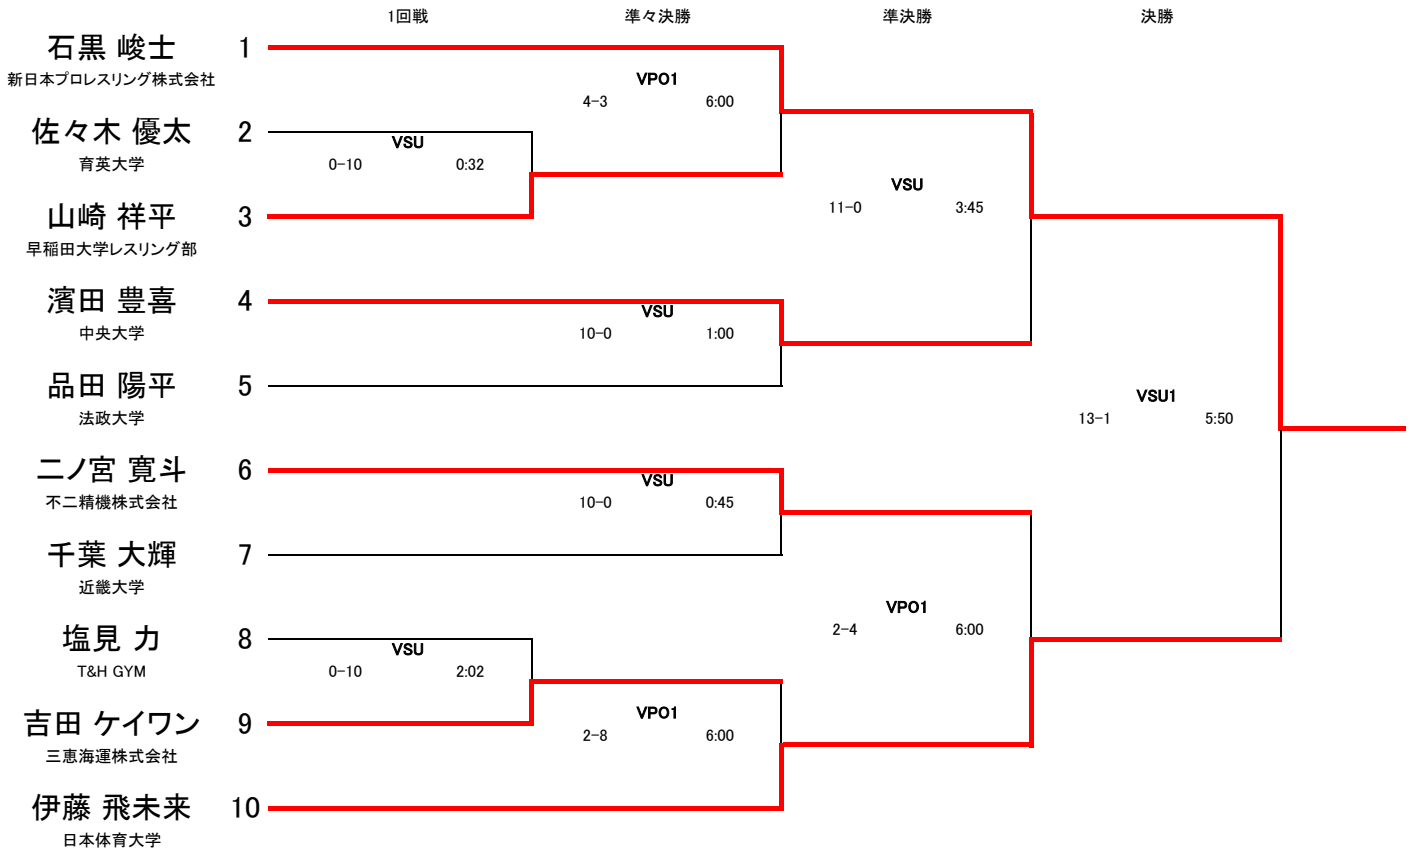 1回戦 準々決勝 準決勝 決勝
石黒 峻士 1
新日本プロレスリング株式会社
VPO1
4-3 6:00
佐々木 優太 2
育英大学
VSU
0-10 0:32
山崎 祥平 3
早稲田大学レスリング部
VSU
11-0 3:45
濱田 豊喜 4
中央大学
VSU
10-0 1:00
品田 陽平 5
法政大学
VSU1
13-1 5:50
二ノ宮 寛斗 6
不二精機株式会社
VSU
10-0 0:45
千葉 大輝 7
近畿大学
VPO1
2-4 6:00
塩見 力 8
T&H GYM
VSU
0-10 2:02
吉田 ケイワン 9
三恵海運株式会社
VPO1
2-8 6:00
伊藤 飛未来 10
日本体育大学